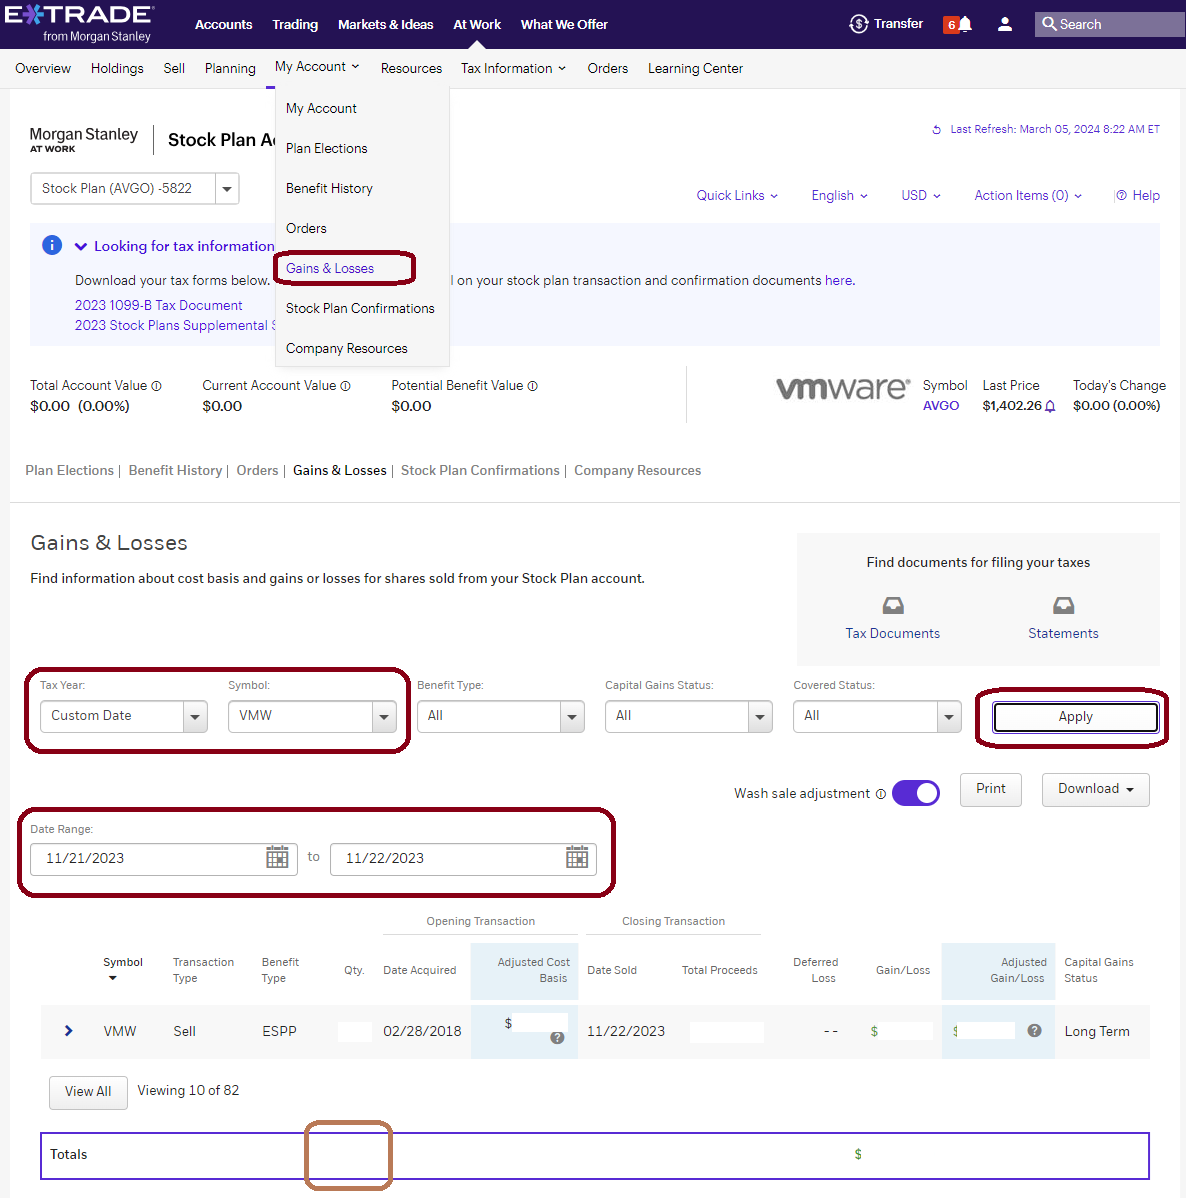 E*TRADE
from Morgan Stanley
Accounts Trading Markets & Ideas At Work What We Offer
Transfer 6 Search
Overview Holdings Sell Planning My Account Resources Tax Information Orders Learning Center
My Account
Plan Elections
Benefit History
Orders
Gains & Losses
Stock Plan Confirmations
Company Resources
Morgan Stanley
AT WORK
Stock Plan Ac
Last Refresh: March 05, 2024 8:22 AM ET
Stock Plan (AVGO) -5822
Quick Links English USD Action Items (0) Help
Looking for tax information
Download your tax forms below. l on your stock plan transaction and confirmation documents here.
2023 1099-B Tax Document
2023 Stock Plans Supplemental S
Total Account Value Current Account Value Potential Benefit Value
$0.00 (0.00%) $0.00 $0.00
vmware®
Symbol Last Price Today's Change
AVGO $1,402.26 $0.00 (0.00%)
Plan Elections | Benefit History | Orders | Gains & Losses | Stock Plan Confirmations | Company Resources
Gains & Losses
Find information about cost basis and gains or losses for shares sold from your Stock Plan account.
Find documents for filing your taxes
Tax Documents Statements
Tax Year: Symbol: Benefit Type: Capital Gains Status: Covered Status:
Custom Date VMW All All All Apply
Wash sale adjustment Print Download
Date Range:
11/21/2023 to 11/22/2023
Opening Transaction Closing Transaction
Symbol Transaction Type Benefit Type Qty. Date Acquired Adjusted Cost Basis Date Sold Total Proceeds Deferred Loss Gain/Loss Adjusted Gain/Loss Capital Gains Status
VMW Sell ESPP 02/28/2018 $ 11/22/2023 -- $ $ Long Term
View All Viewing 10 of 82
Totals $